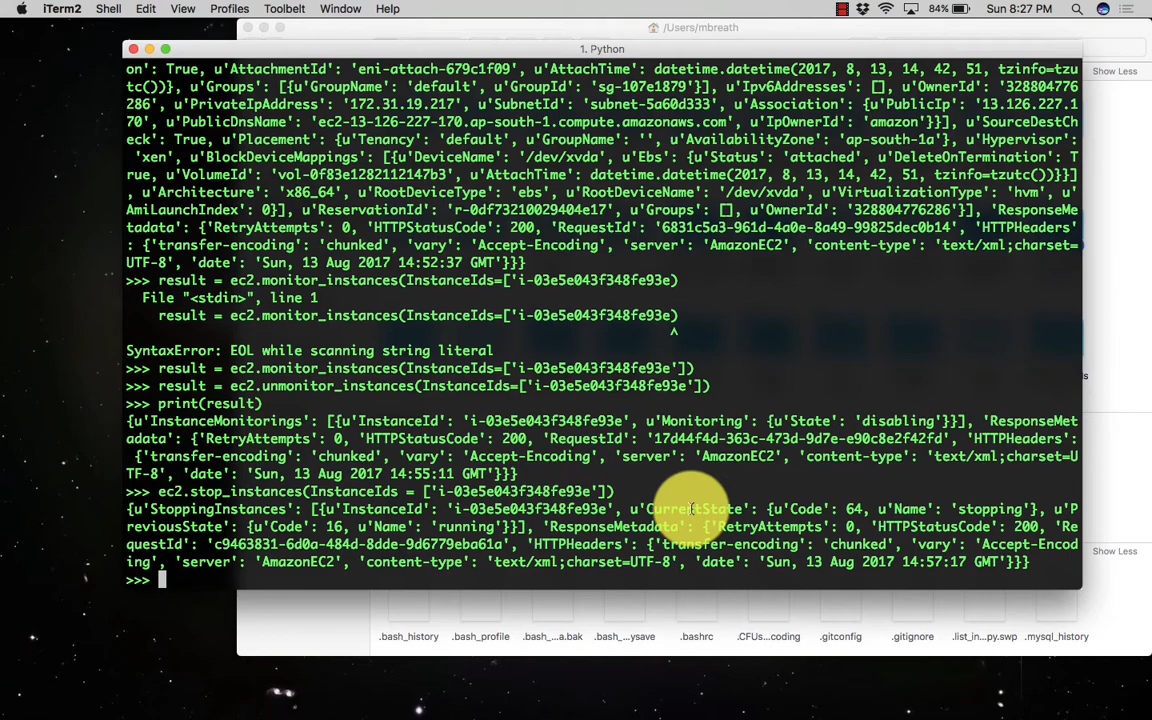 iTerm2 Shell Edit View Profiles Toolbelt Window Help 84% Sun 8:27 PM
/Users/mbreath
1. Python
Show Less
on': True, u'AttachmentId': 'eni-attach-679c1f09', u'AttachTime': datetime.datetime(2017, 8, 13, 14, 42, 51, tzinfo=tzu
tc())}, u'Groups': [{u'GroupName': 'default', u'GroupId': 'sg-107e1879'}], u'Ipv6Addresses': [], u'OwnerId': '328804776
286', u'PrivateIpAddress': '172.31.19.217', u'SubnetId': 'subnet-5a60d333', u'Association': {u'PublicIp': '13.126.227.1
70', u'PublicDnsName': 'ec2-13-126-227-170.ap-south-1.compute.amazonaws.com', u'IpOwnerId': 'amazon'}}], u'SourceDestCh
eck': True, u'Placement': {u'Tenancy': 'default', u'GroupName': '', u'AvailabilityZone': 'ap-south-1a'}, u'Hypervisor':
'xen', u'BlockDeviceMappings': [{u'DeviceName': '/dev/xvda', u'Ebs': {u'Status': 'attached', u'DeleteOnTermination': T
rue, u'VolumeId': 'vol-0f83e1282112147b3', u'AttachTime': datetime.datetime(2017, 8, 13, 14, 42, 51, tzinfo=tzutc())}}]
, u'Architecture': 'x86_64', u'RootDeviceType': 'ebs', u'RootDeviceName': '/dev/xvda', u'VirtualizationType': 'hvm', u'
AmiLaunchIndex': 0}], u'ReservationId': 'r-0df73210029404e17', u'Groups': [], u'OwnerId': '328804776286'}], 'ResponseMe
tadata': {'RetryAttempts': 0, 'HTTPStatusCode': 200, 'RequestId': '6831c5a3-961d-4a0e-8a49-99825dec0b14', 'HTTPHeaders'
: {'transfer-encoding': 'chunked', 'vary': 'Accept-Encoding', 'server': 'AmazonEC2', 'content-type': 'text/xml;charset=
UTF-8', 'date': 'Sun, 13 Aug 2017 14:52:37 GMT'}}}
>>> result = ec2.monitor_instances(InstanceIds=['i-03e5e043f348fe93e)
File "<stdin>", line 1
result = ec2.monitor_instances(InstanceIds=['i-03e5e043f348fe93e)
^
SyntaxError: EOL while scanning string literal
>>> result = ec2.monitor_instances(InstanceIds=['i-03e5e043f348fe93e'])
>>> result = ec2.unmonitor_instances(InstanceIds=['i-03e5e043f348fe93e'])
>>> print(result)
{u'InstanceMonitorings': [{u'InstanceId': 'i-03e5e043f348fe93e', u'Monitoring': {u'State': 'disabling'}}], 'ResponseMet
adata': {'RetryAttempts': 0, 'HTTPStatusCode': 200, 'RequestId': '17d44f4d-363c-473d-9d7e-e90c8e2f42fd', 'HTTPHeaders':
{'transfer-encoding': 'chunked', 'vary': 'Accept-Encoding', 'server': 'AmazonEC2', 'content-type': 'text/xml;charset=U
TF-8', 'date': 'Sun, 13 Aug 2017 14:55:11 GMT'}}}
>>> ec2.stop_instances(InstanceIds = ['i-03e5e043f348fe93e'])
{u'StoppingInstances': [{u'InstanceId': 'i-03e5e043f348fe93e', u'CurrentState': {u'Code': 64, u'Name': 'stopping'}, u'P
reviousState': {u'Code': 16, u'Name': 'running'}}], 'ResponseMetadata': {'RetryAttempts': 0, 'HTTPStatusCode': 200, 'Re
questId': 'c9463831-6d0a-484d-8dde-9d6779eba61a', 'HTTPHeaders': {'transfer-encoding': 'chunked', 'vary': 'Accept-Encod
ing', 'server': 'AmazonEC2', 'content-type': 'text/xml;charset=UTF-8', 'date': 'Sun, 13 Aug 2017 14:57:17 GMT'}}}
>>>
Show Less
.bash_history .bash_profile .bash_...a.bak .bash_...ysave .bashrc .CFUs...coding .gitconfig .gitignore .list_in...py.swp .mysql_history